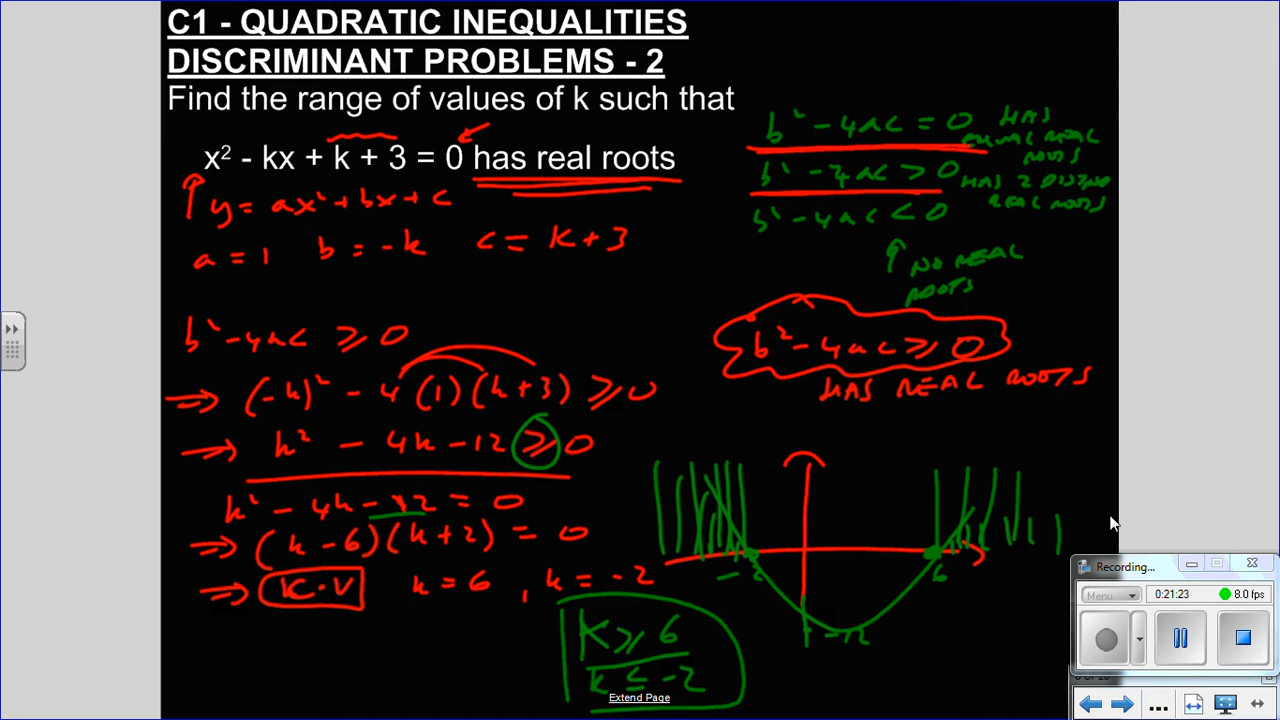 C1 - QUADRATIC INEQUALITIES
DISCRIMINANT PROBLEMS - 2
Find the range of values of k such that
x² - kx + k + 3 = 0 has real roots
y = ax² + bx + c
a = 1 b = -k c = k + 3
b² - 4ac ≥ 0
⇒ (-k)² - 4(1)(k+3) ≥ 0
⇒ k² - 4k - 12 ≥ 0
k² - 4k - 12 = 0
⇒ (k - 6)(k + 2) = 0
⇒ K.V k = 6 , k = -2
K ≥ 6
k ≤ -2
b² - 4ac = 0 HAS
EQUAL REAL
ROOTS
b² - 4ac > 0 HAS 2
REAL ROOTS
b² - 4ac < 0
NO REAL
ROOTS
b² - 4ac ≥ 0
HAS REAL ROOTS
-2
6
-12
Extend Page
Recording...
Menu
0:21:23
8.0 fps